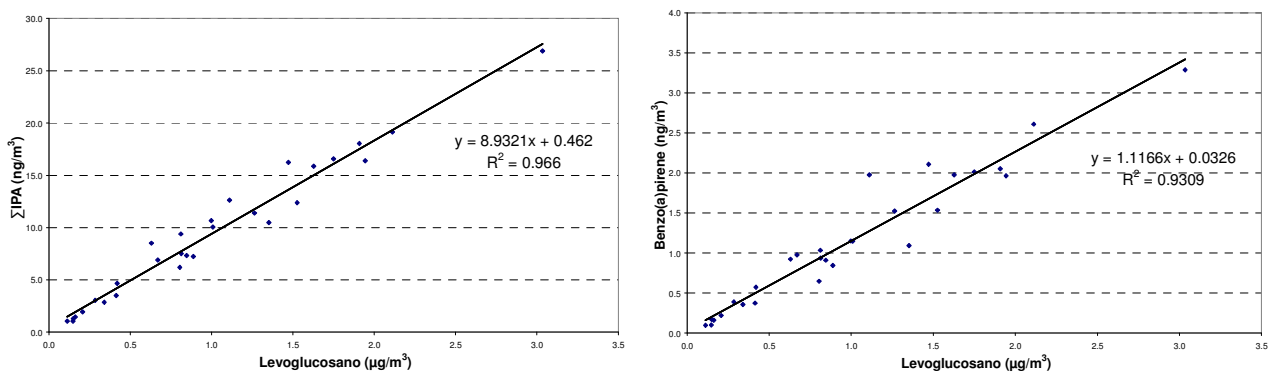 30.0
25.0
20.0
15.0
10.0
5.0
0.0
∑IPA (ng/m³)
y = 8.9321x + 0.462
R² = 0.966
0.0 0.5 1.0 1.5 2.0 2.5 3.0 3.5
Levoglucosano (µg/m³)
4.0
3.5
3.0
2.5
2.0
1.5
1.0
0.5
0.0
Benzo(a)pirene (ng/m³)
y = 1.1166x + 0.0326
R² = 0.9309
0.0 0.5 1.0 1.5 2.0 2.5 3.0 3.5
Levoglucosano (µg/m³)